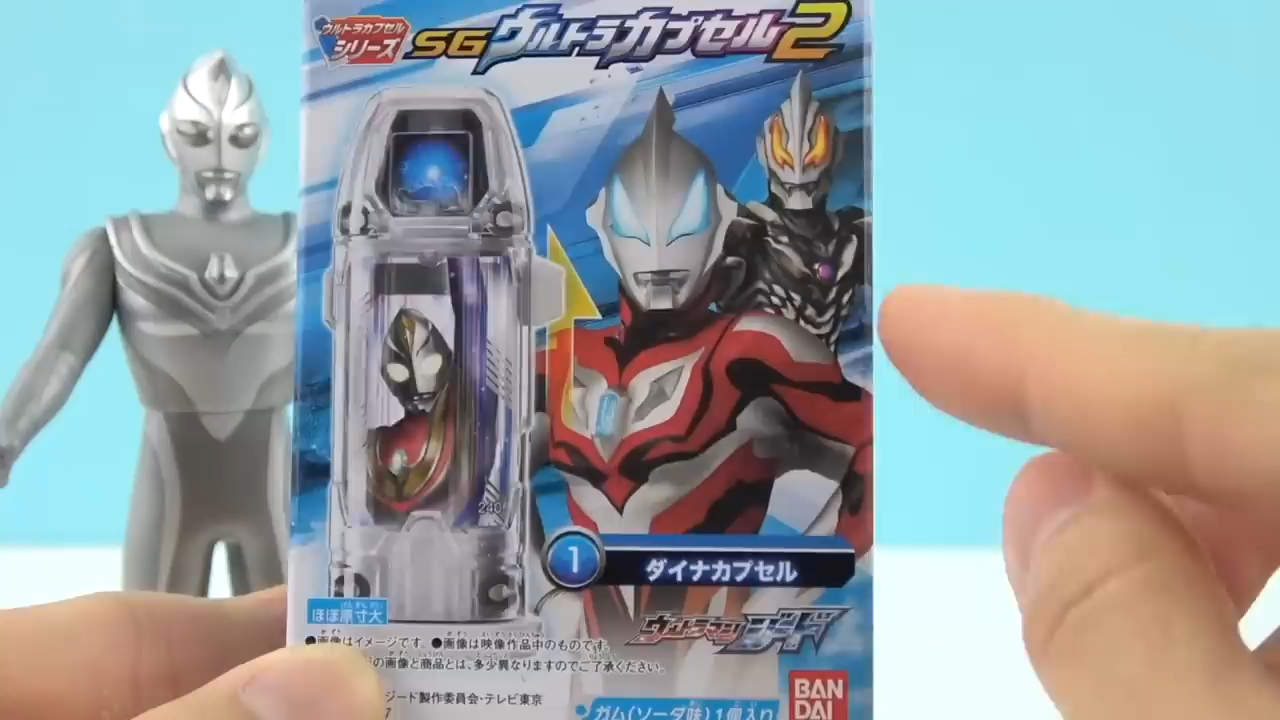 ウルトラカプセル
シリーズ
SGウルトラカプセル2
240
1
ダイナカプセル
ほぼ原寸大
ウルトラマンジード
●画像はイメージです。●画像は映像作品中のものです。
の画像と商品とは、多少異なりますのでご了承ください。
ジード製作委員会・テレビ東京
7
ガム(ソーダ味)1個入り
BAN
DAI